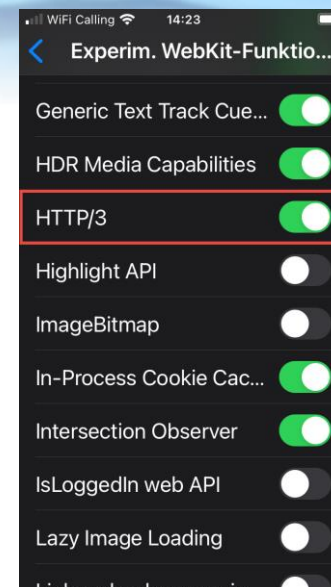 WiFi Calling 14:23
Experim. WebKit-Funktio...
Generic Text Track Cue...
HDR Media Capabilities
HTTP/3
Highlight API
ImageBitmap
In-Process Cookie Cac...
Intersection Observer
IsLoggedIn web API
Lazy Image Loading